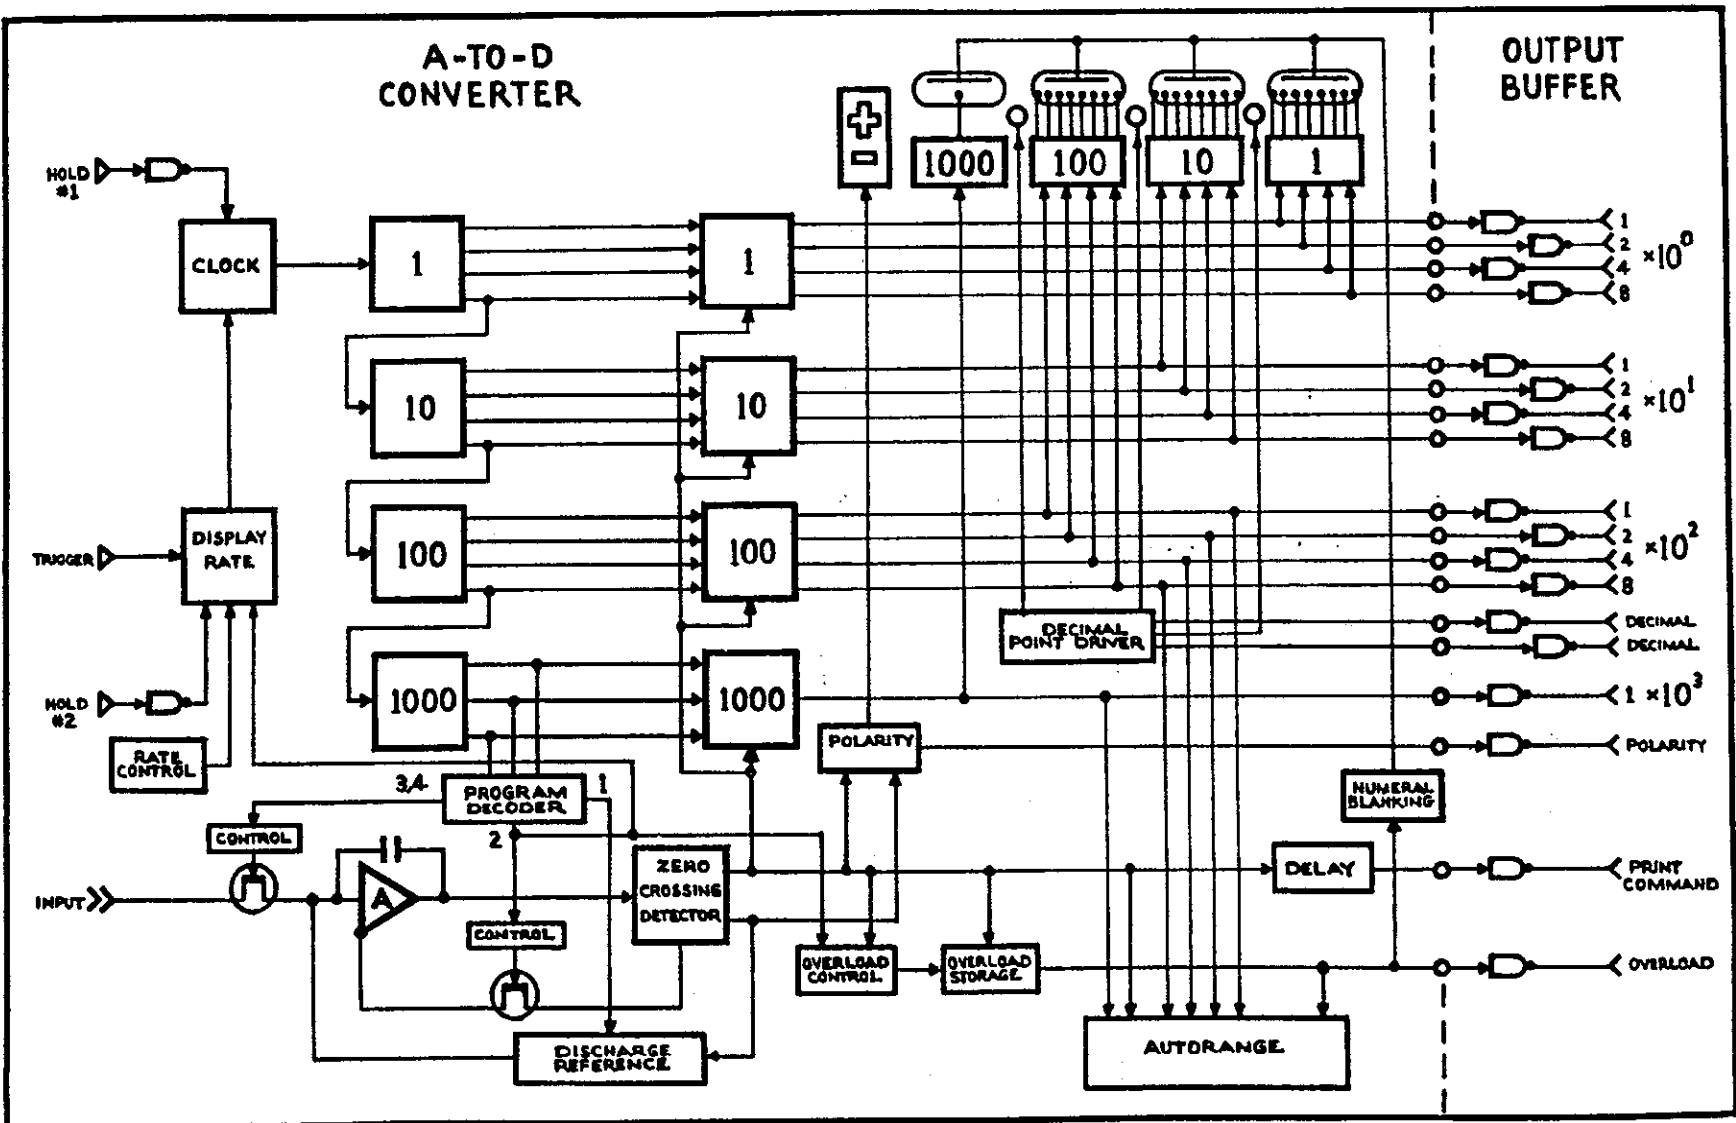 A-TO-D
CONVERTER
OUTPUT
BUFFER
+
-
1000
100
10
1
HOLD
#1
CLOCK
1
1
1
2
4
8
×10⁰
10
10
1
2
4
8
×10¹
TRIGGER
DISPLAY
RATE
100
100
1
2
4
8
×10²
DECIMAL
POINT DRIVER
DECIMAL
DECIMAL
HOLD
#2
1000
1000
1 ×10³
RATE
CONTROL
POLARITY
POLARITY
3,4
PROGRAM
DECODER
1
2
NUMERAL
BLANKING
CONTROL
INPUT
A
ZERO
CROSSING
DETECTOR
DELAY
PRINT
COMMAND
CONTROL
OVERLOAD
CONTROL
OVERLOAD
STORAGE
OVERLOAD
DISCHARGE
REFERENCE
AUTORANGE